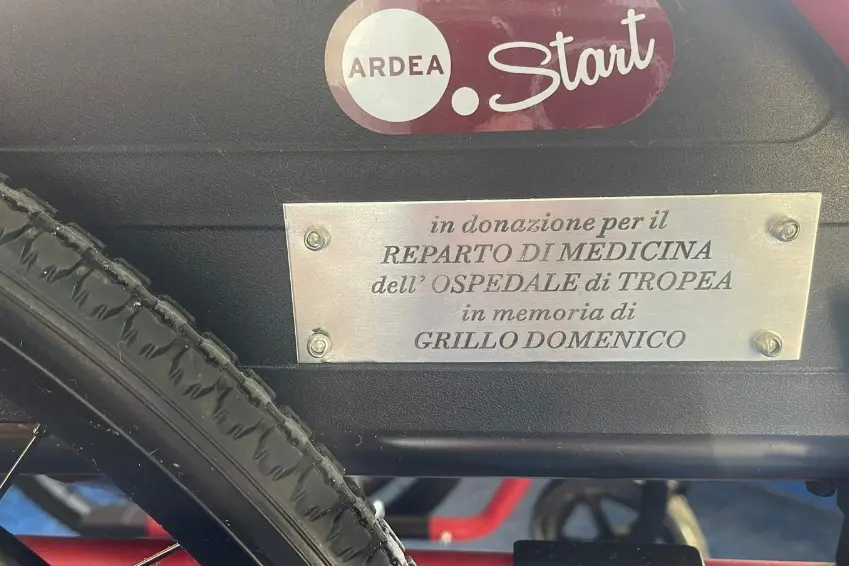 ARDEA .Start
in donazione per il
REPARTO DI MEDICINA
dell' OSPEDALE di TROPEA
in memoria di
GRILLO DOMENICO